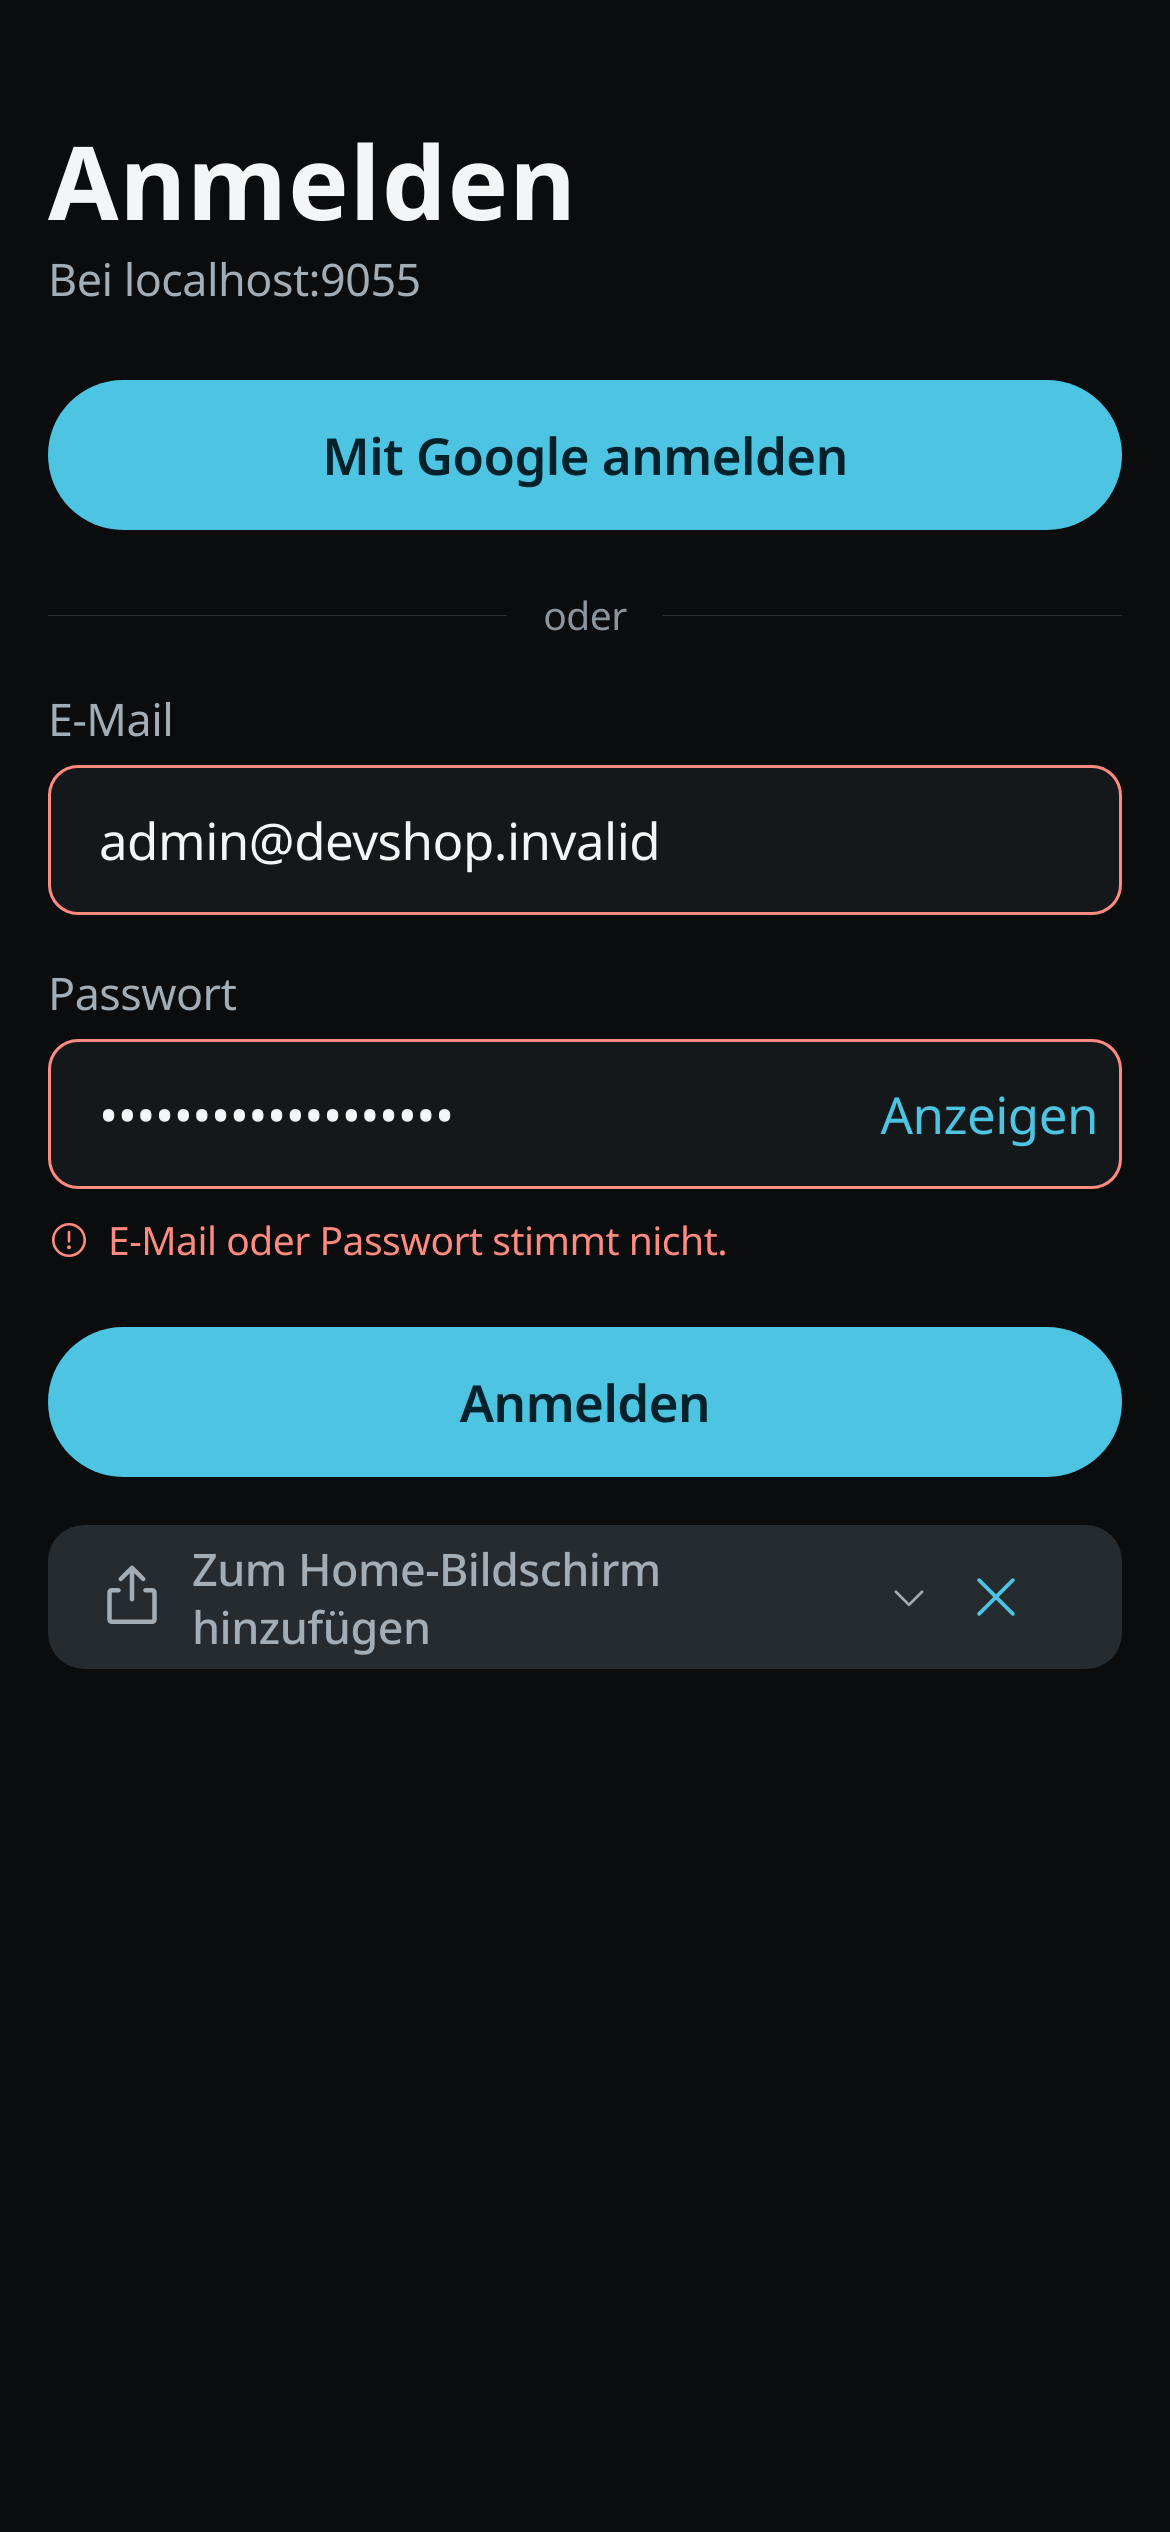 Anmelden
Bei localhost:9055
Mit Google anmelden
oder
E-Mail
admin@devshop.invalid
Passwort
•••••••••••••••••••
Anzeigen
E-Mail oder Passwort stimmt nicht.
Anmelden
Zum Home-Bildschirm
hinzufügen